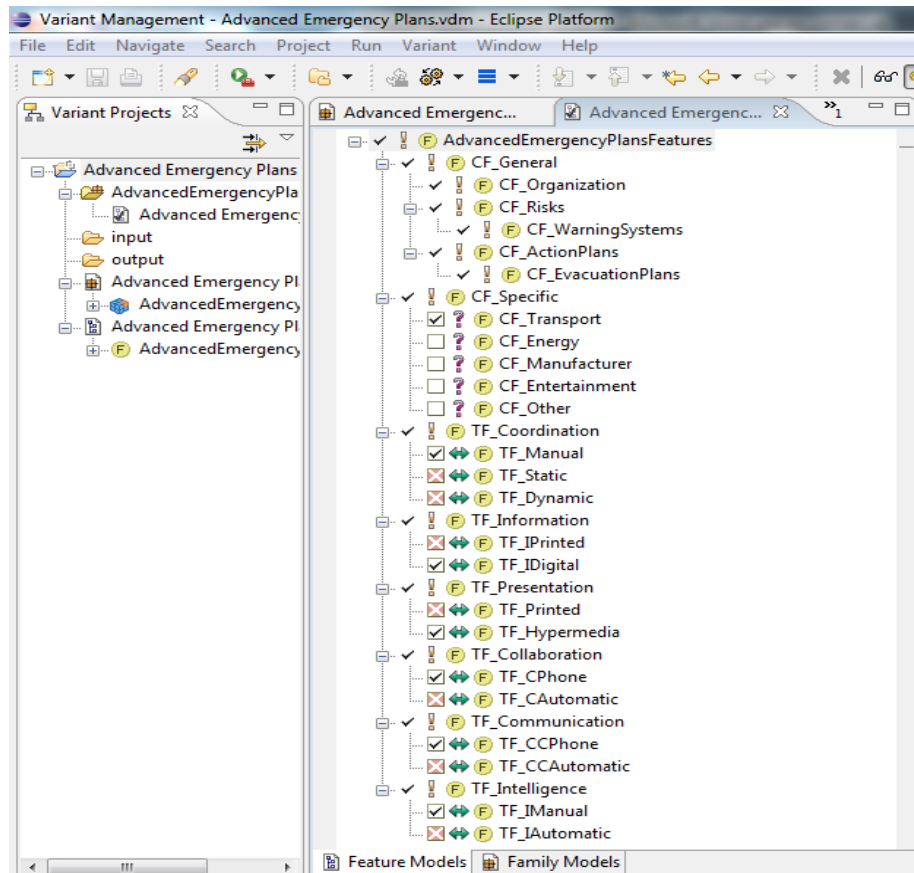 Variant Management - Advanced Emergency Plans.vdm - Eclipse Platform
File Edit Navigate Search Project Run Variant Window Help
Variant Projects
Advanced Emergency Plans
AdvancedEmergencyPla
Advanced Emergenc
input
output
Advanced Emergency Pl
AdvancedEmergency
Advanced Emergency Pl
AdvancedEmergency
Advanced Emergenc...
Advanced Emergenc...
»1
AdvancedEmergencyPlansFeatures
CF_General
CF_Organization
CF_Risks
CF_WarningSystems
CF_ActionPlans
CF_EvacuationPlans
CF_Specific
CF_Transport
CF_Energy
CF_Manufacturer
CF_Entertainment
CF_Other
TF_Coordination
TF_Manual
TF_Static
TF_Dynamic
TF_Information
TF_IPrinted
TF_IDigital
TF_Presentation
TF_Printed
TF_Hypermedia
TF_Collaboration
TF_CPhone
TF_CAutomatic
TF_Communication
TF_CCPhone
TF_CCAutomatic
TF_Intelligence
TF_IManual
TF_IAutomatic
Feature Models
Family Models